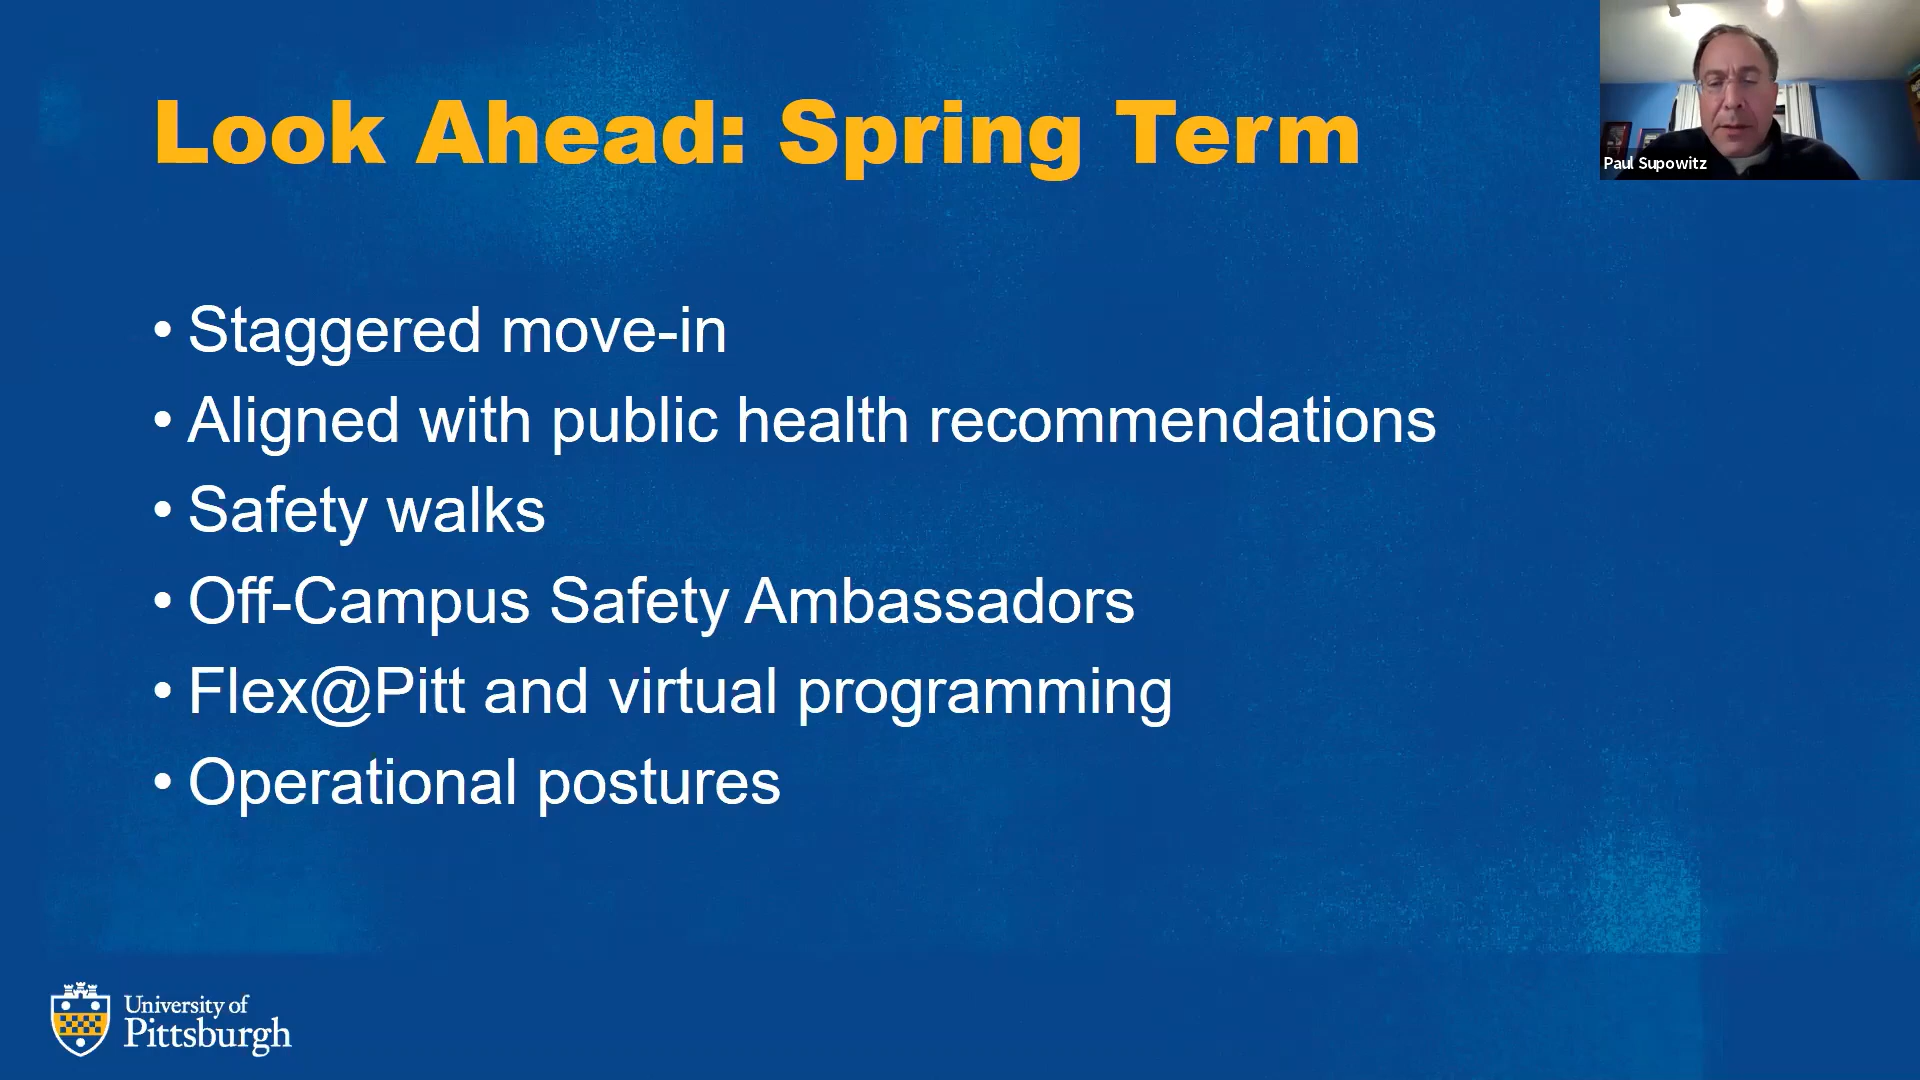 Look Ahead: Spring Term
Paul Supowitz
• Staggered move-in
• Aligned with public health recommendations
• Safety walks
• Off-Campus Safety Ambassadors
• Flex@Pitt and virtual programming
• Operational postures
University of
Pittsburgh